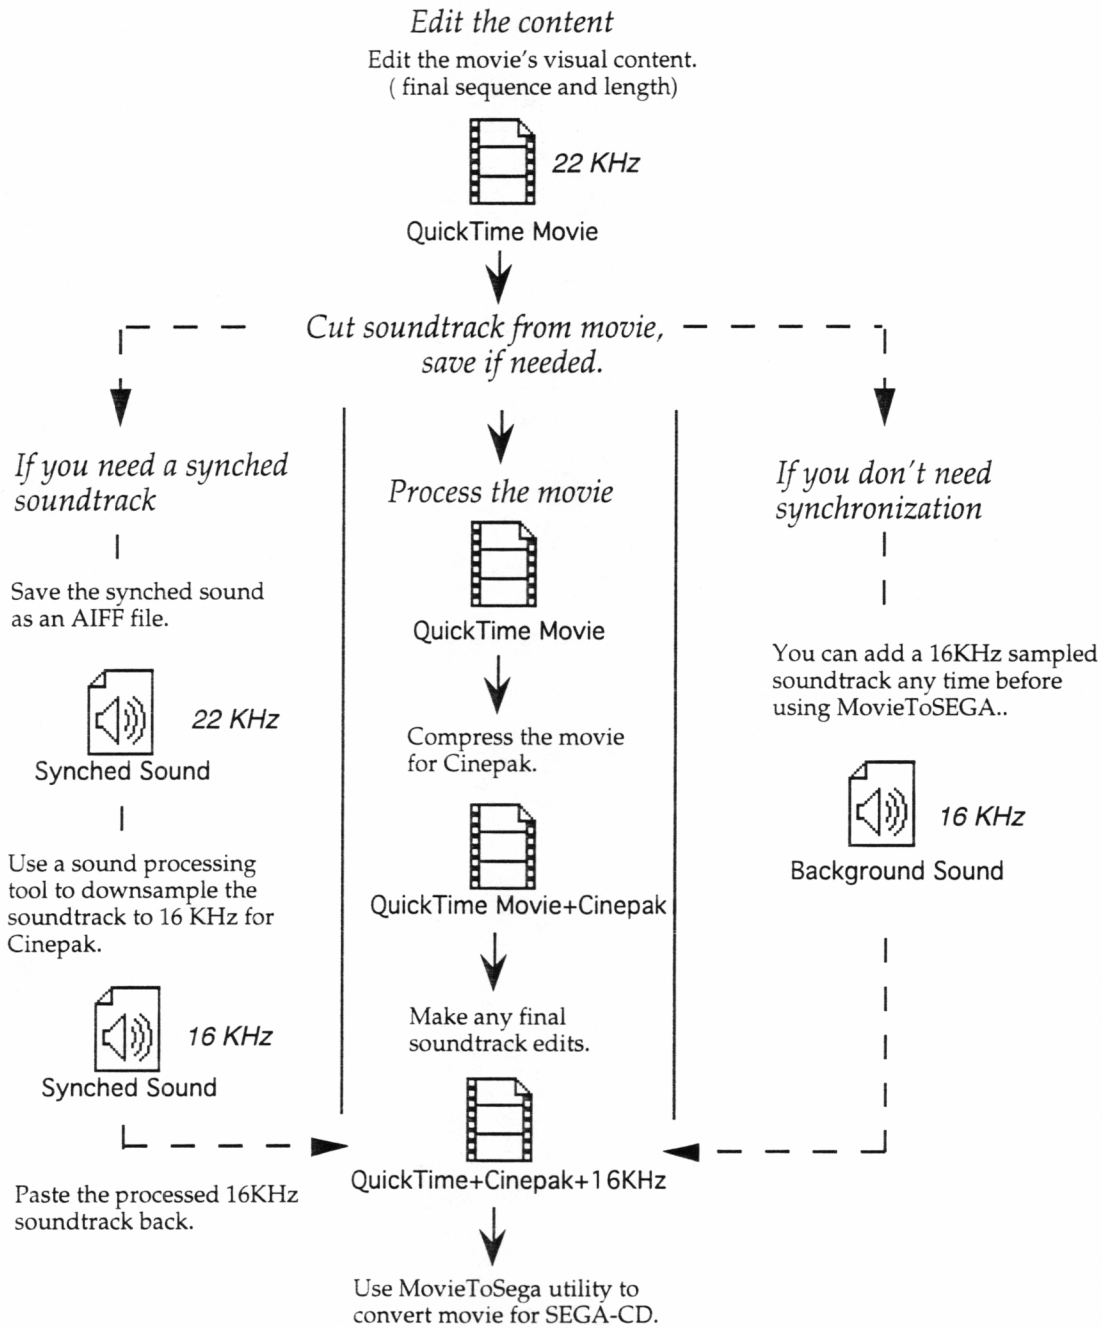 Edit the content
Edit the movie's visual content.
( final sequence and length)
22 KHz
QuickTime Movie
Cut soundtrack from movie,
save if needed.
If you need a synched
soundtrack
Save the synched sound
as an AIFF file.
22 KHz
Synched Sound
Use a sound processing
tool to downsample the
soundtrack to 16 KHz for
Cinepak.
16 KHz
Synched Sound
Paste the processed 16KHz
soundtrack back.
Process the movie
QuickTime Movie
Compress the movie
for Cinepak.
QuickTime Movie+Cinepak
Make any final
soundtrack edits.
QuickTime+Cinepak+16KHz
Use MovieToSega utility to
convert movie for SEGA-CD.
If you don't need
synchronization
You can add a 16KHz sampled
soundtrack any time before
using MovieToSEGA..
16 KHz
Background Sound